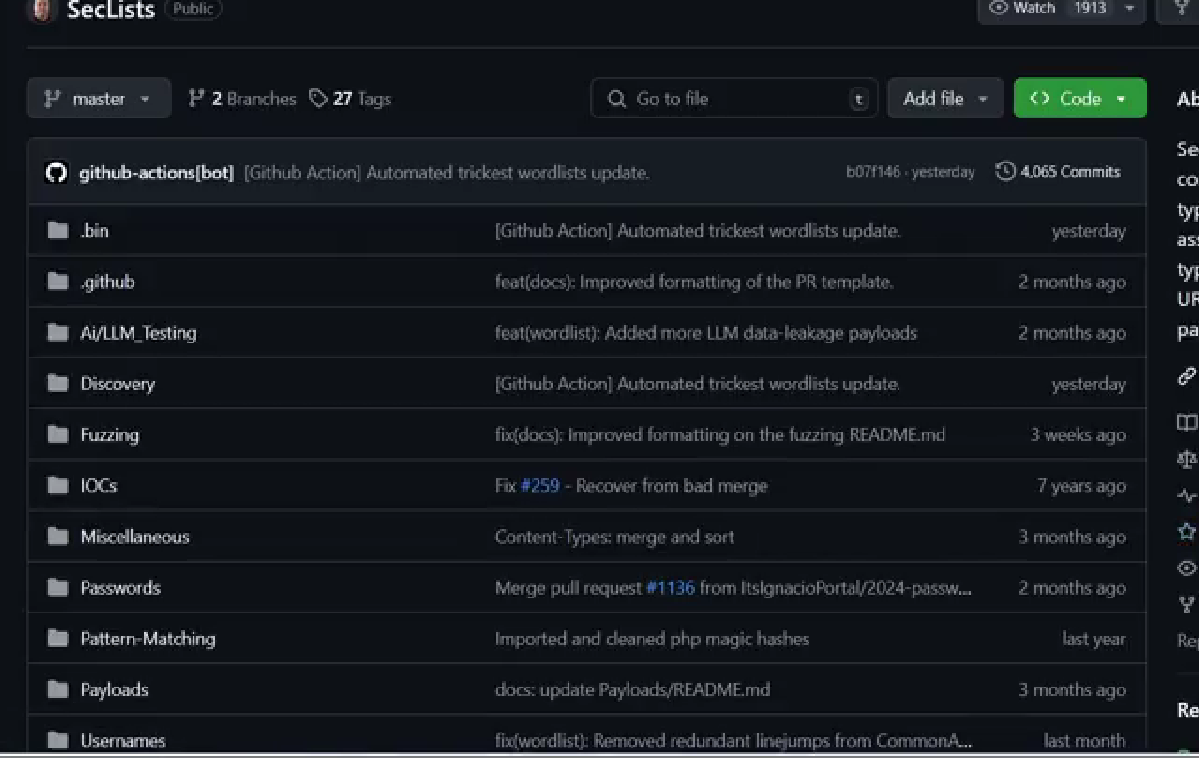 SecLists Public Watch 1913
master 2 Branches 27 Tags Go to file t Add file Code Ab
github-actions[bot] [Github Action] Automated trickest wordlists update. b07f146 · yesterday 4,065 Commits
.bin [Github Action] Automated trickest wordlists update. yesterday
.github feat(docs): Improved formatting of the PR template. 2 months ago
Ai/LLM_Testing feat(wordlist): Added more LLM data-leakage payloads 2 months ago
Discovery [Github Action] Automated trickest wordlists update. yesterday
Fuzzing fix(docs): Improved formatting on the fuzzing README.md 3 weeks ago
IOCs Fix #259 - Recover from bad merge 7 years ago
Miscellaneous Content-Types: merge and sort 3 months ago
Passwords Merge pull request #1136 from ItsIgnacioPortal/2024-passw... 2 months ago
Pattern-Matching Imported and cleaned php magic hashes last year
Payloads docs: update Payloads/README.md 3 months ago
Usernames fix(wordlist): Removed redundant linejumps from CommonA... last month
Se
co
typ
ass
typ
UR
pa
Rep
Re